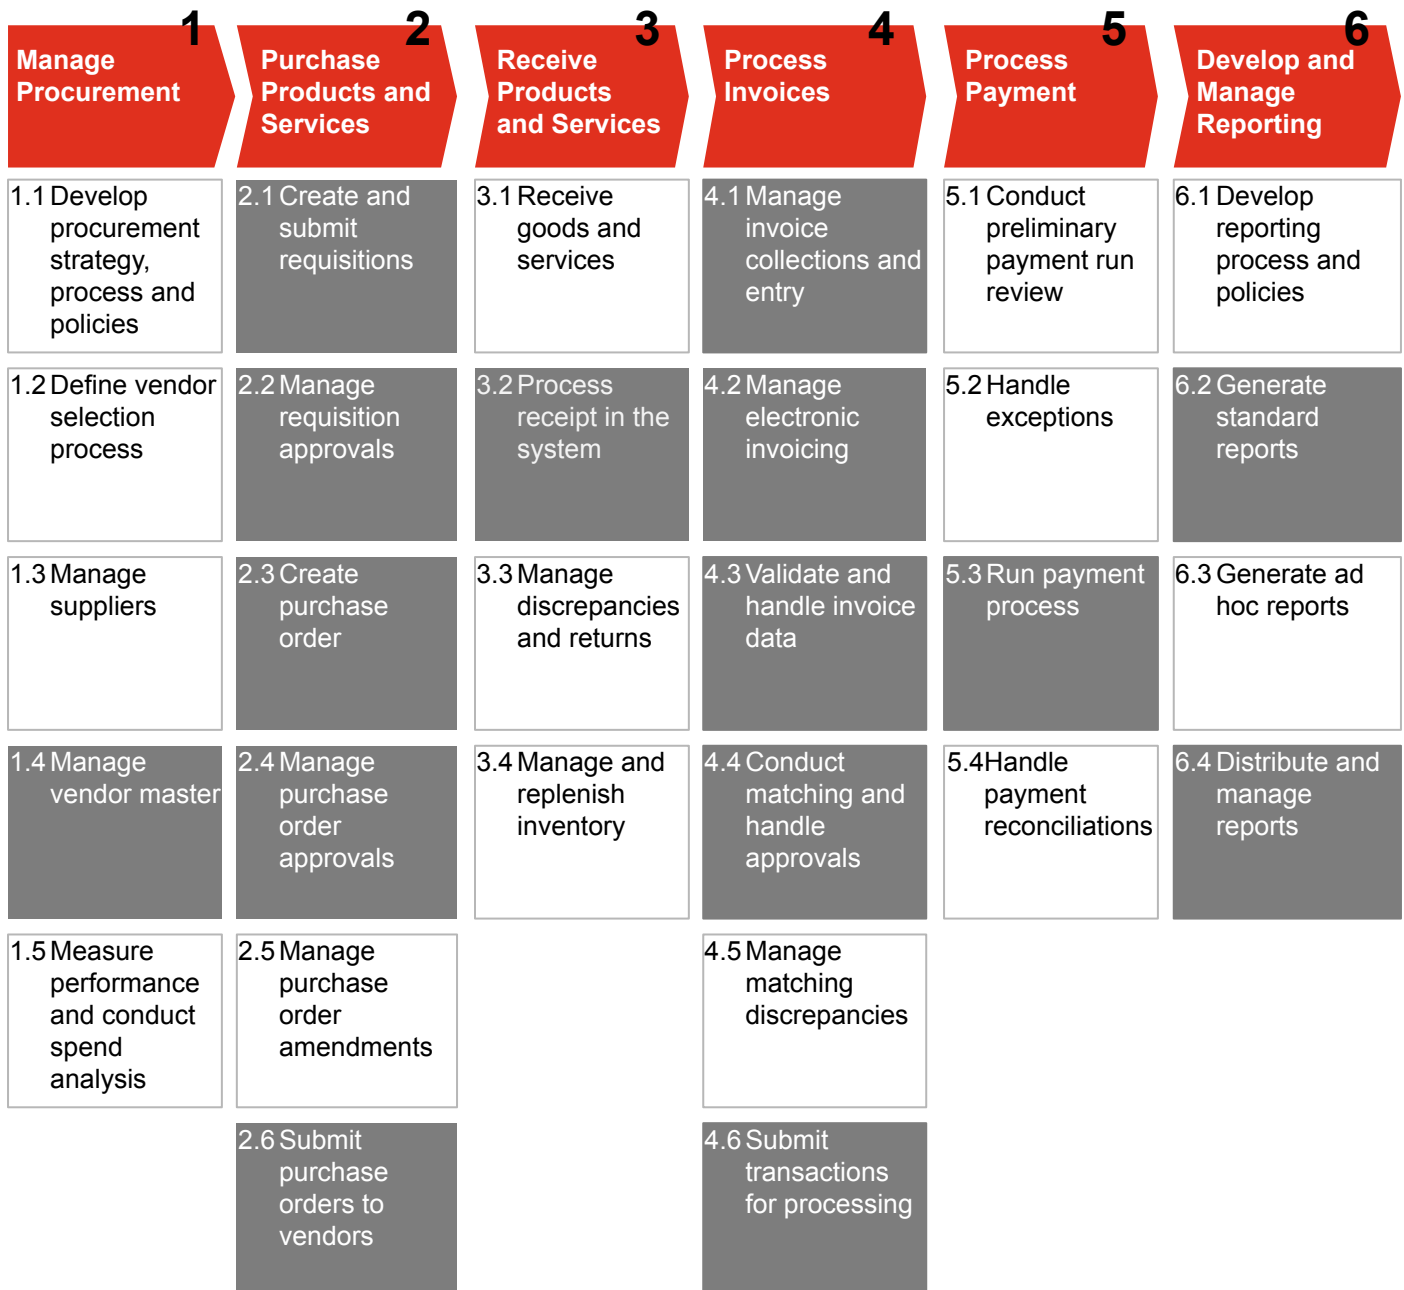 1
Manage
Procurement
2
Purchase
Products and
Services
3
Receive
Products
and Services
4
Process
Invoices
5
Process
Payment
6
Develop and
Manage
Reporting
1.1 Develop
procurement
strategy,
process and
policies
2.1 Create and
submit
requisitions
3.1 Receive
goods and
services
4.1 Manage
invoice
collections and
entry
5.1 Conduct
preliminary
payment run
review
6.1 Develop
reporting
process and
policies
1.2 Define vendor
selection
process
2.2 Manage
requisition
approvals
3.2 Process
receipt in the
system
4.2 Manage
electronic
invoicing
5.2 Handle
exceptions
6.2 Generate
standard
reports
1.3 Manage
suppliers
2.3 Create
purchase
order
3.3 Manage
discrepancies
and returns
4.3 Validate and
handle invoice
data
5.3 Run payment
process
6.3 Generate ad
hoc reports
1.4 Manage
vendor master
2.4 Manage
purchase
order
approvals
3.4 Manage and
replenish
inventory
4.4 Conduct
matching and
handle
approvals
5.4Handle
payment
reconciliations
6.4 Distribute and
manage
reports
1.5 Measure
performance
and conduct
spend
analysis
2.5 Manage
purchase
order
amendments
4.5 Manage
matching
discrepancies
2.6 Submit
purchase
orders to
vendors
4.6 Submit
transactions
for processing